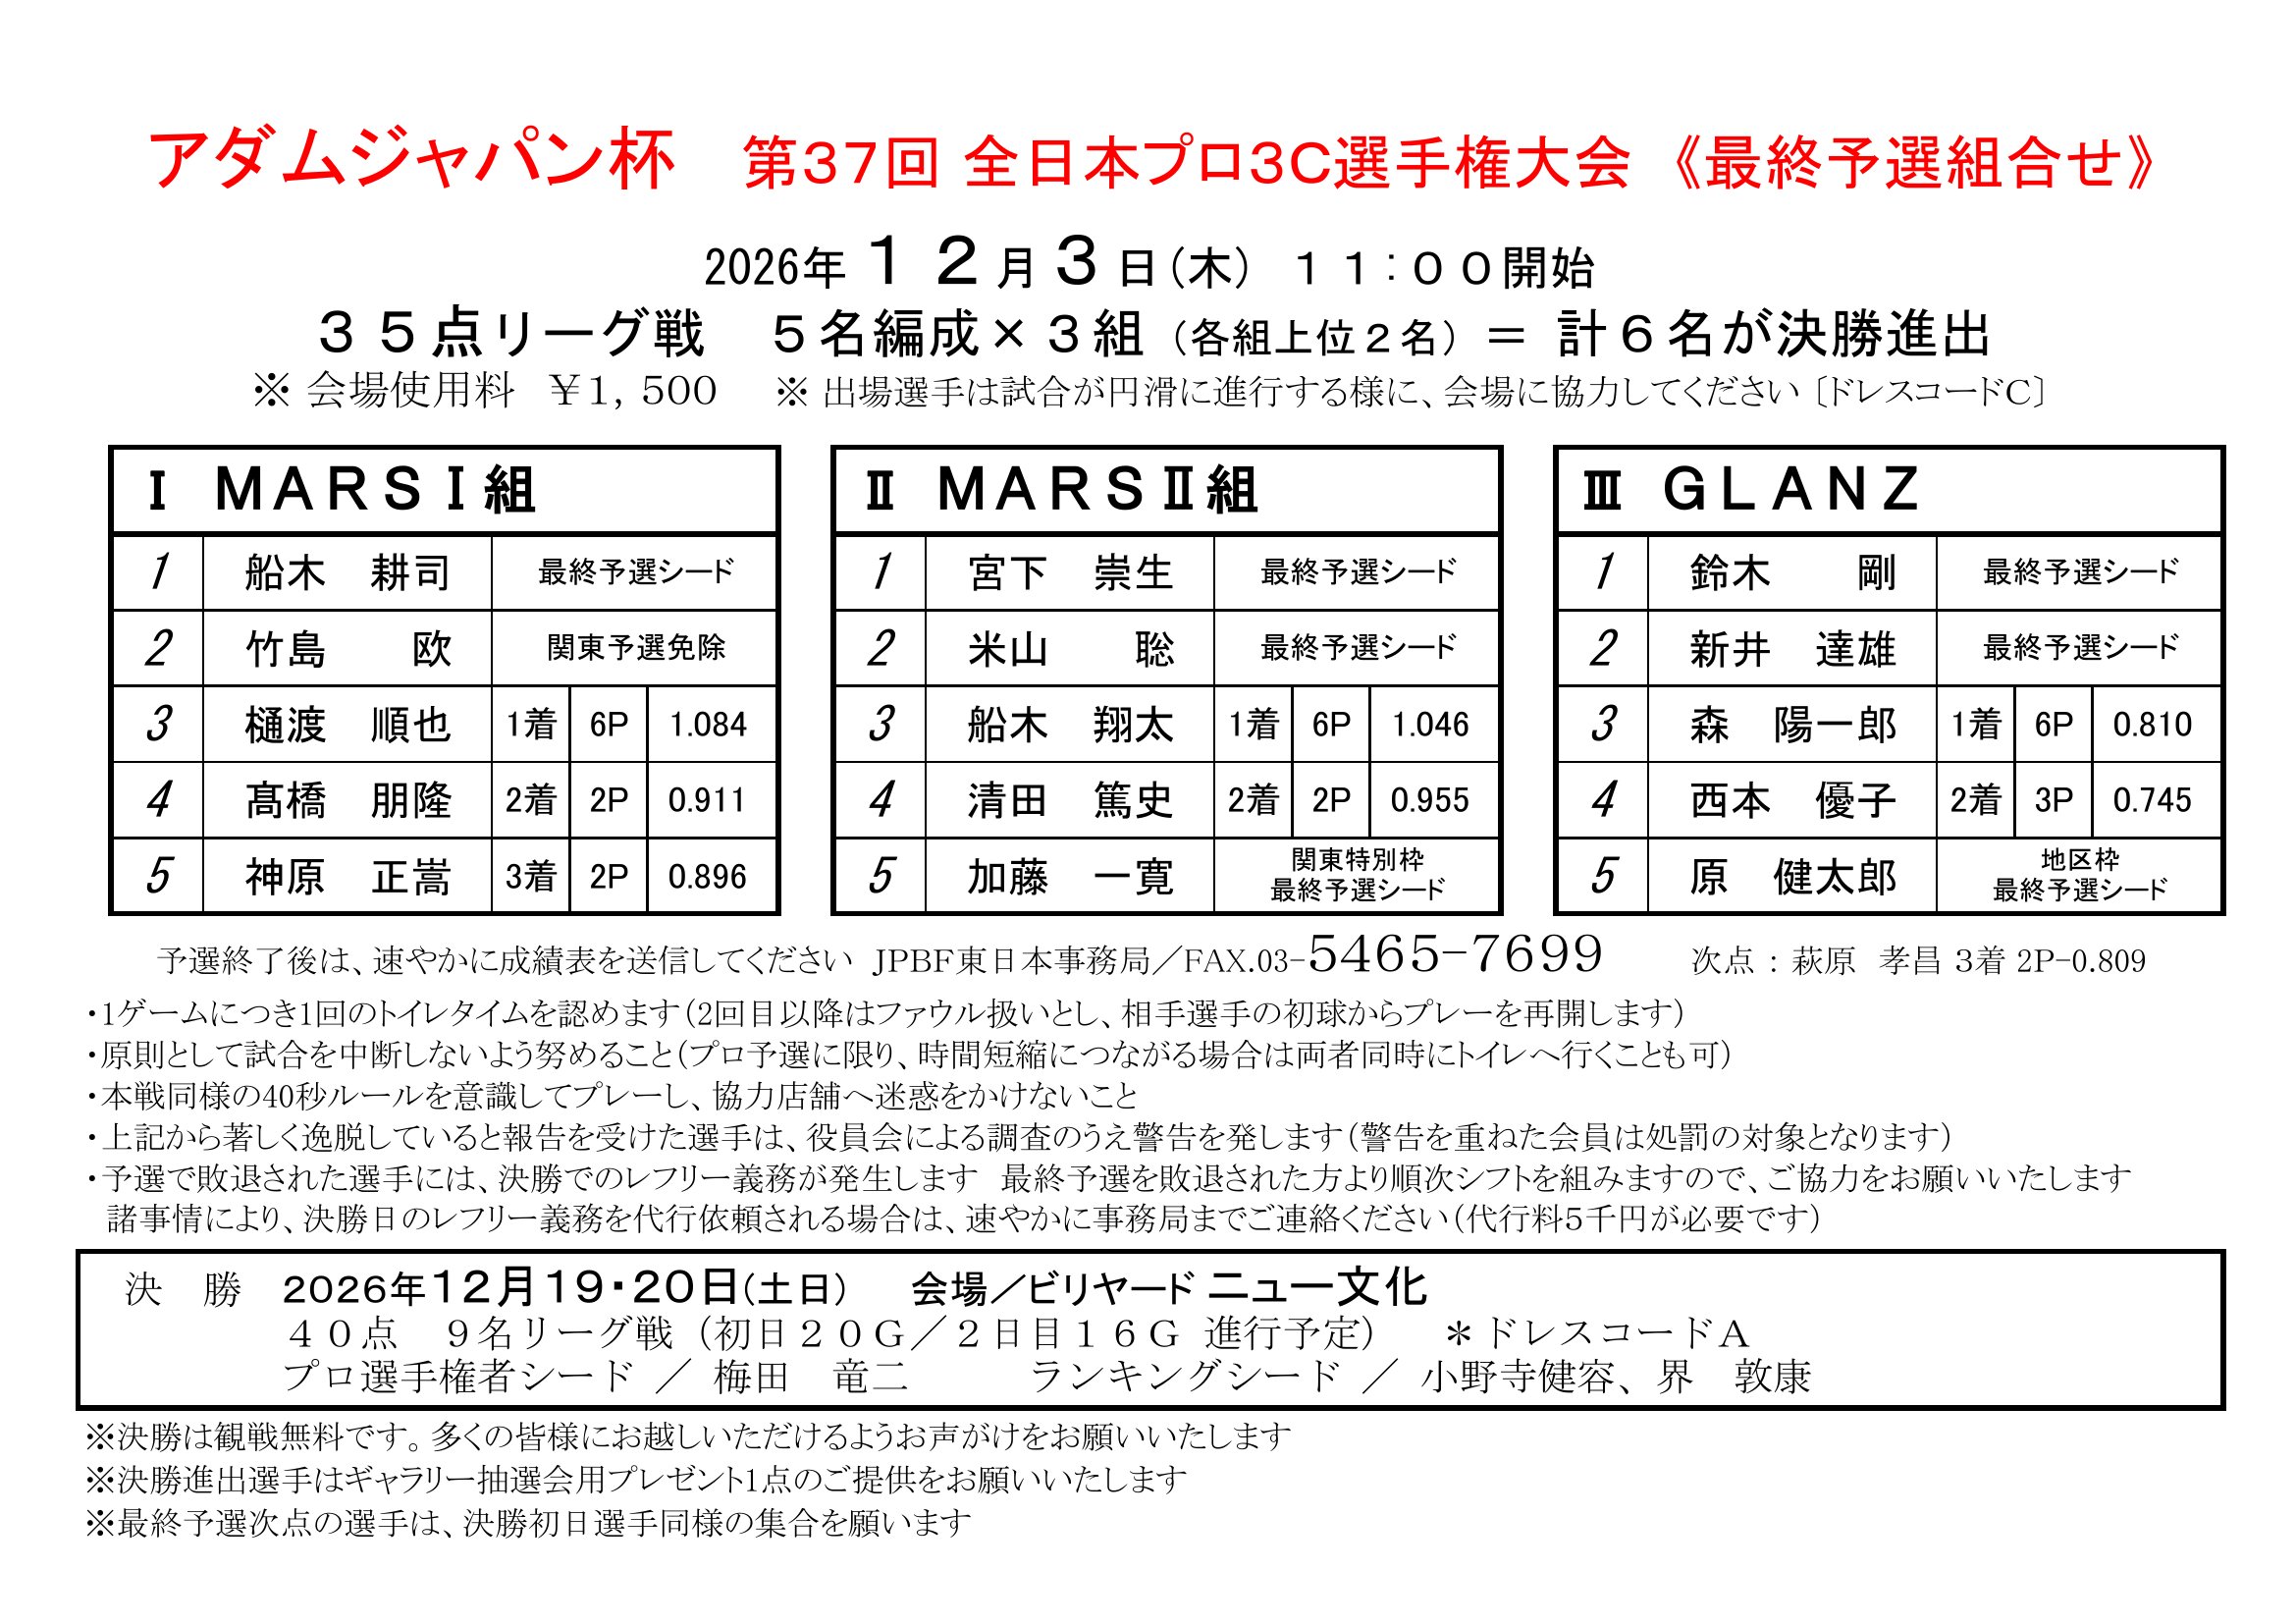 アダムジャパン杯　第37回 全日本プロ3C選手権大会 《最終予選組合せ》
2026年 １２月３日（木） １１：００開始
３５点リーグ戦　５名編成×３組（各組上位２名）＝ 計６名が決勝進出
※ 会場使用料　￥1, 500　※ 出場選手は試合が円滑に進行する様に、会場に協力してください〔ドレスコードC〕
Ⅰ ＭＡＲＳⅠ組
1 船木　耕司 最終予選シード
2 竹島　欧 関東予選免除
3 樋渡　順也 1着 6P 1.084
4 髙橋　朋隆 2着 2P 0.911
5 神原　正嵩 3着 2P 0.896
Ⅱ ＭＡＲＳⅡ組
1 宮下　崇生 最終予選シード
2 米山　聡 最終予選シード
3 船木　翔太 1着 6P 1.046
4 清田　篤史 2着 2P 0.955
5 加藤　一寛 関東特別枠
最終予選シード
Ⅲ ＧＬＡＮＺ
1 鈴木　剛 最終予選シード
2 新井　達雄 最終予選シード
3 森　陽一郎 1着 6P 0.810
4 西本　優子 2着 3P 0.745
5 原　健太郎 地区枠
最終予選シード
予選終了後は、速やかに成績表を送信してください JPBF東日本事務局／FAX.03-5465-7699　次点：萩原 孝昌 3着 2P-0.809
・1ゲームにつき1回のトイレタイムを認めます（2回目以降はファウル扱いとし、相手選手の初球からプレーを再開します）
・原則として試合を中断しないよう努めること（プロ予選に限り、時間短縮につながる場合は両者同時にトイレへ行くことも可）
・本戦同様の40秒ルールを意識してプレーし、協力店舗へ迷惑をかけないこと
・上記から著しく逸脱していると報告を受けた選手は、役員会による調査のうえ警告を発します（警告を重ねた会員は処罰の対象となります）
・予選で敗退された選手には、決勝でのレフリー義務が発生します　最終予選を敗退された方より順次シフトを組みますので、ご協力をお願いいたします
諸事情により、決勝日のレフリー義務を代行依頼される場合は、速やかに事務局までご連絡ください（代行料5千円が必要です）
決　勝　2026年12月19・20日（土日）　会場／ビリヤード ニュー文化
４０点　９名リーグ戦（初日２０Ｇ／２日目１６Ｇ 進行予定）　＊ドレスコードＡ
プロ選手権者シード ／ 梅田　竜二　ランキングシード ／ 小野寺健容、界　敦康
※決勝は観戦無料です。多くの皆様にお越しいただけるようお声がけをお願いいたします
※決勝進出選手はギャラリー抽選会用プレゼント1点のご提供をお願いいたします
※最終予選次点の選手は、決勝初日選手同様の集合を願います